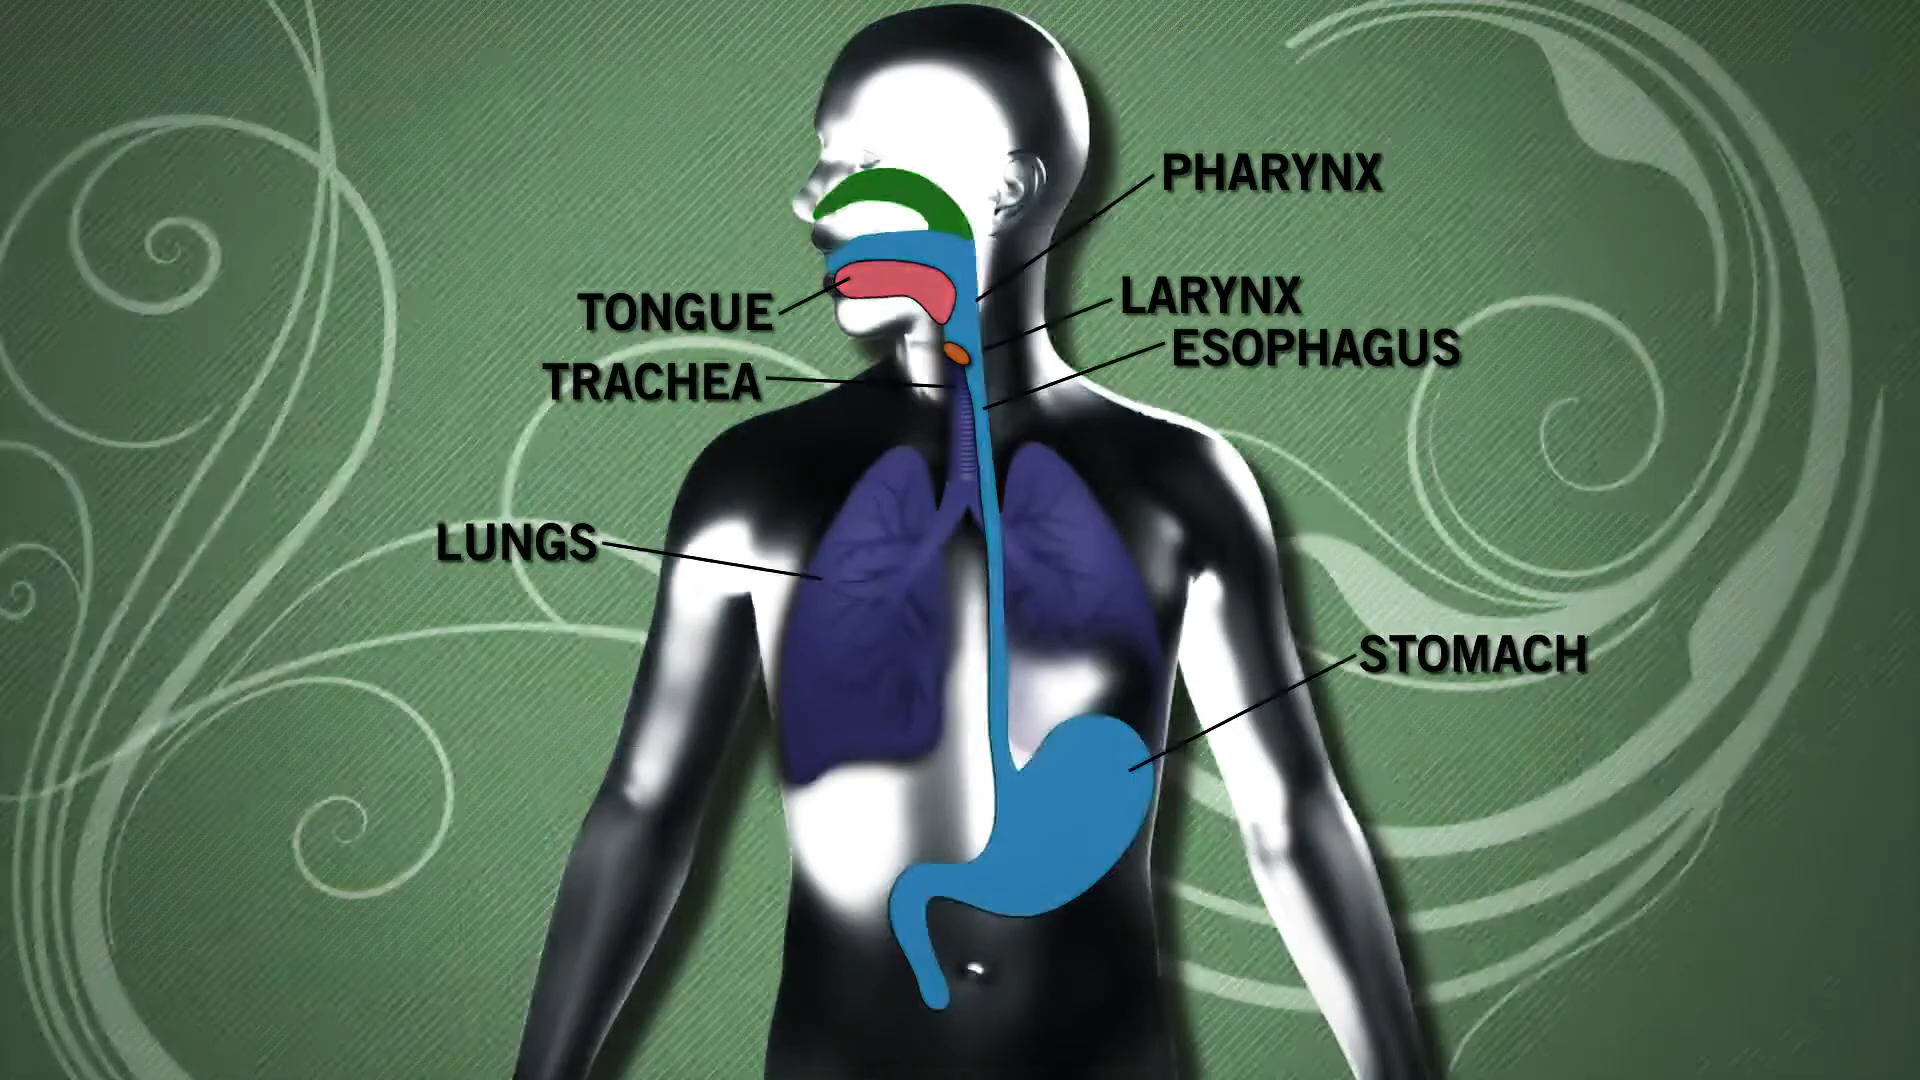 PHARYNX
LARYNX
TONGUE
ESOPHAGUS
TRACHEA
LUNGS
STOMACH